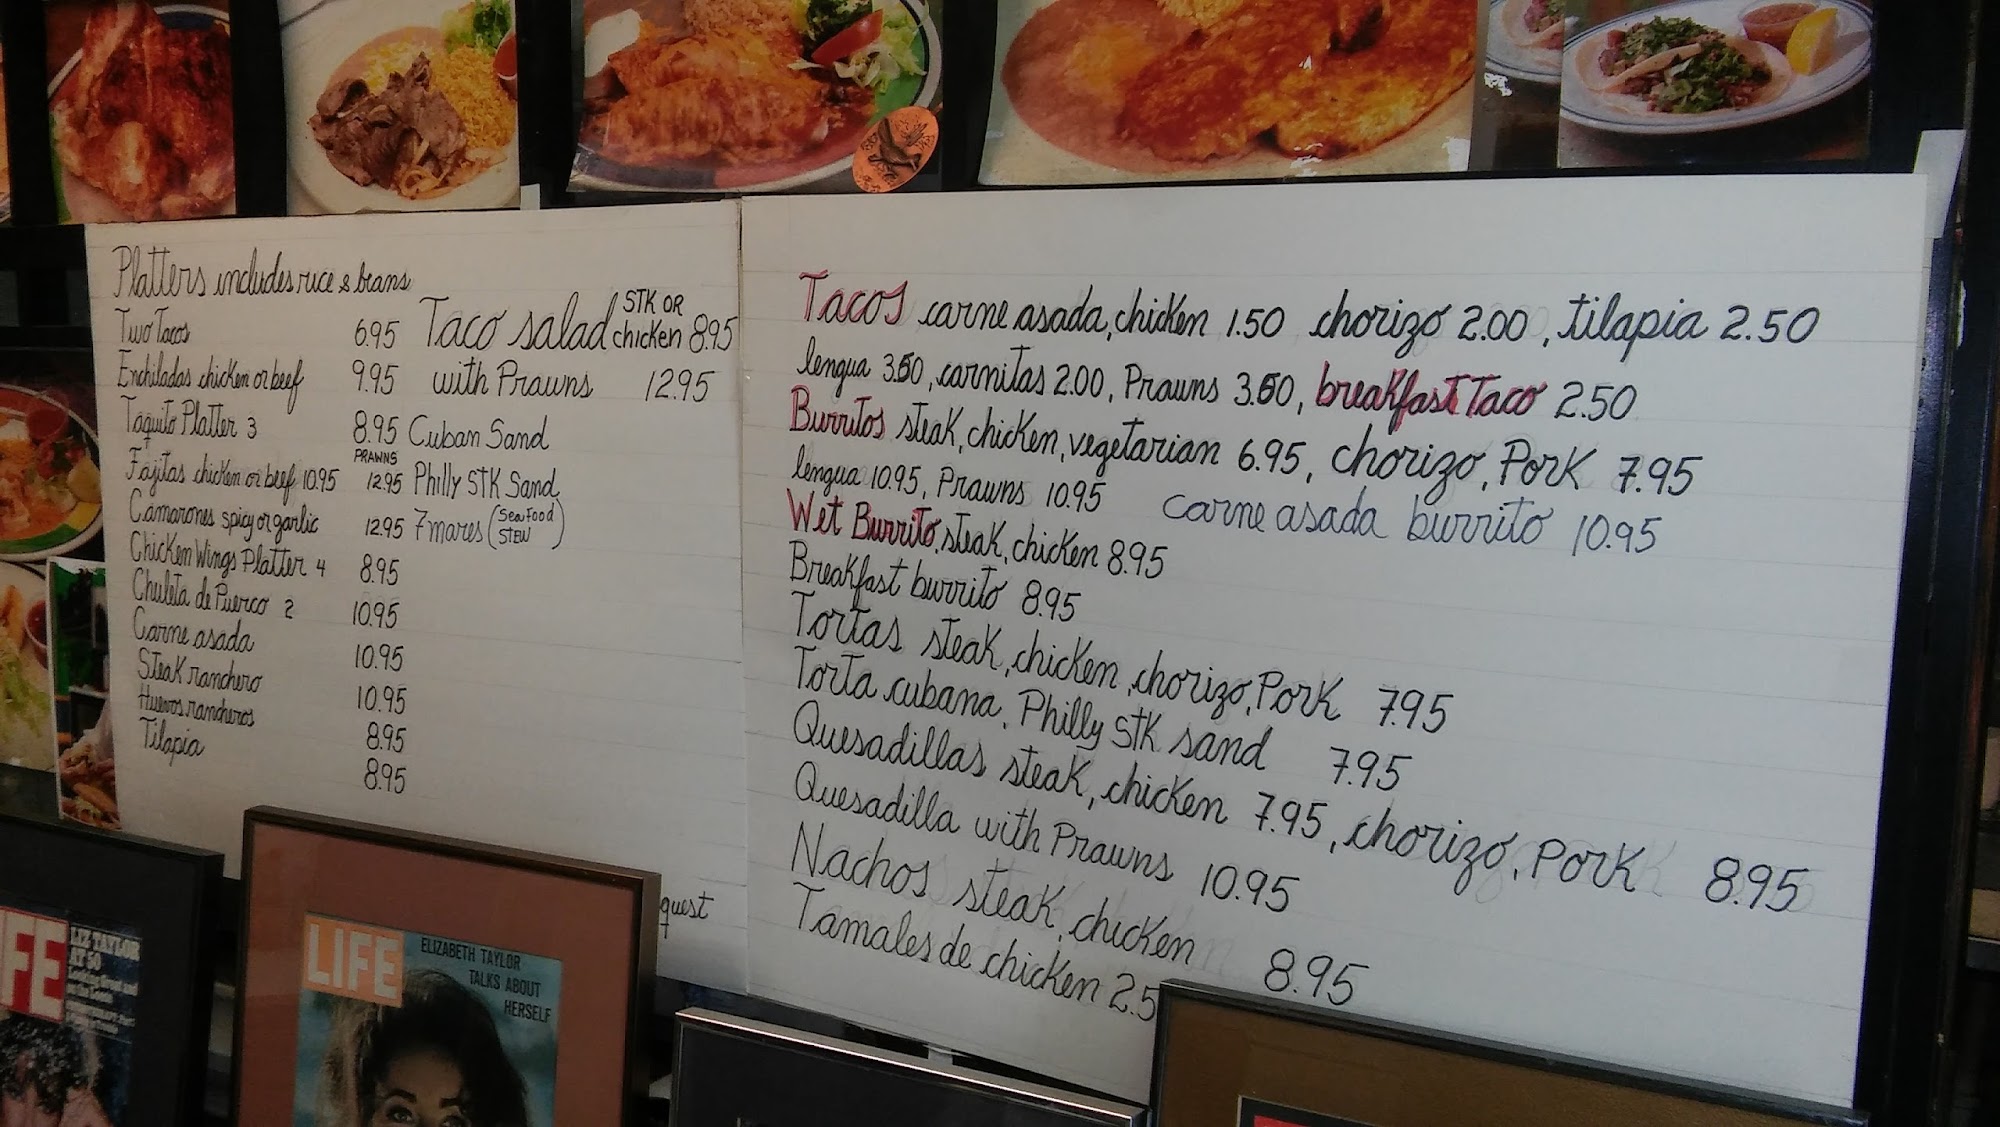 Platters includes rice & beans
Two Tacos 6.95
Enchiladas chicken or beef 9.95
Taquito Platter 3 8.95
Fajitas chicken or beef 10.95 PRAWNS 12.95
Camarones spicy or garlic 12.95
Chicken Wings Platter 4 8.95
Chuleta de Puerco 2 10.95
Carne asada 10.95
Steak ranchero 10.95
Huevos rancheros 8.95
Tilapia 8.95
Taco salad STK OR chicken 8.95
with Prawns 12.95
Cuban Sand
Philly STK Sand
7 mares (Sea Food STEW)
quest
Tacos carne asada, chicken 1.50 chorizo 2.00, tilapia 2.50
lengua 3.50, carnitas 2.00, Prawns 3.50, breakfast Taco 2.50
Burritos steak, chicken, vegetarian 6.95, chorizo, Pork 7.95
lengua 10.95, Prawns 10.95 carne asada burrito 10.95
Wet Burrito, steak, chicken 8.95
Breakfast burrito 8.95
Tortas steak, chicken, chorizo, Pork 7.95
Torta cubana, Philly STK sand 7.95
Quesadillas steak, chicken 7.95, chorizo, Pork 8.95
Quesadilla with Prawns 10.95
Nachos steak, chicken 8.95
Tamales de chicken 2.5
FE
LIZ TAYLOR
AT 50
LIFE
ELIZABETH TAYLOR
TALKS ABOUT
HERSELF